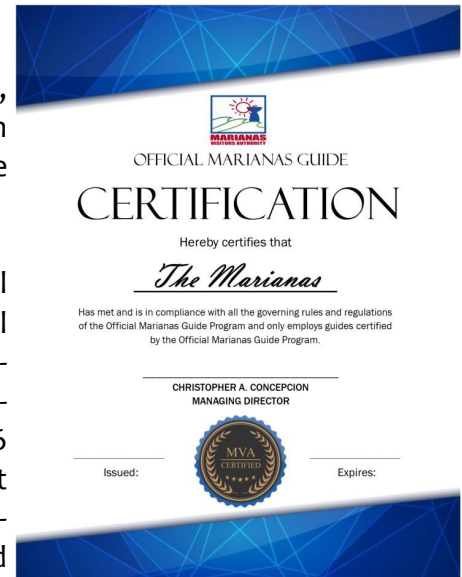 MARIANAS
VISITORS AUTHORITY
OFFICIAL MARIANAS GUIDE
CERTIFICATION
Hereby certifies that
The Marianas
Has met and is in compliance with all the governing rules and regulations
of the Official Marianas Guide Program and only employs guides certified
by the Official Marianas Guide Program.
CHRISTOPHER A. CONCEPCION
MANAGING DIRECTOR
MVA
CERTIFIED
Issued:
Expires: